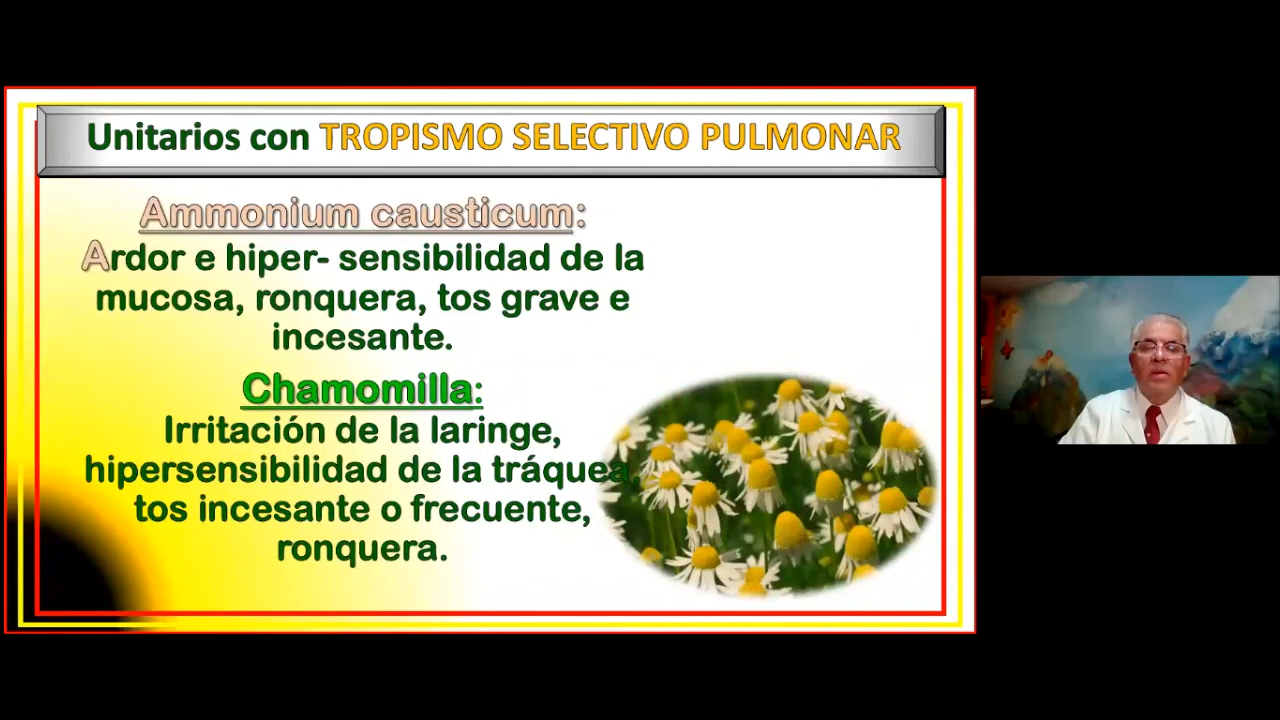 Unitarios con TROPISMO SELECTIVO PULMONAR
Ammonium causticum:
Ardor e hiper- sensibilidad de la
mucosa, ronquera, tos grave e
incesante.
Chamomilla:
Irritación de la laringe,
hipersensibilidad de la tráquea,
tos incesante o frecuente,
ronquera.